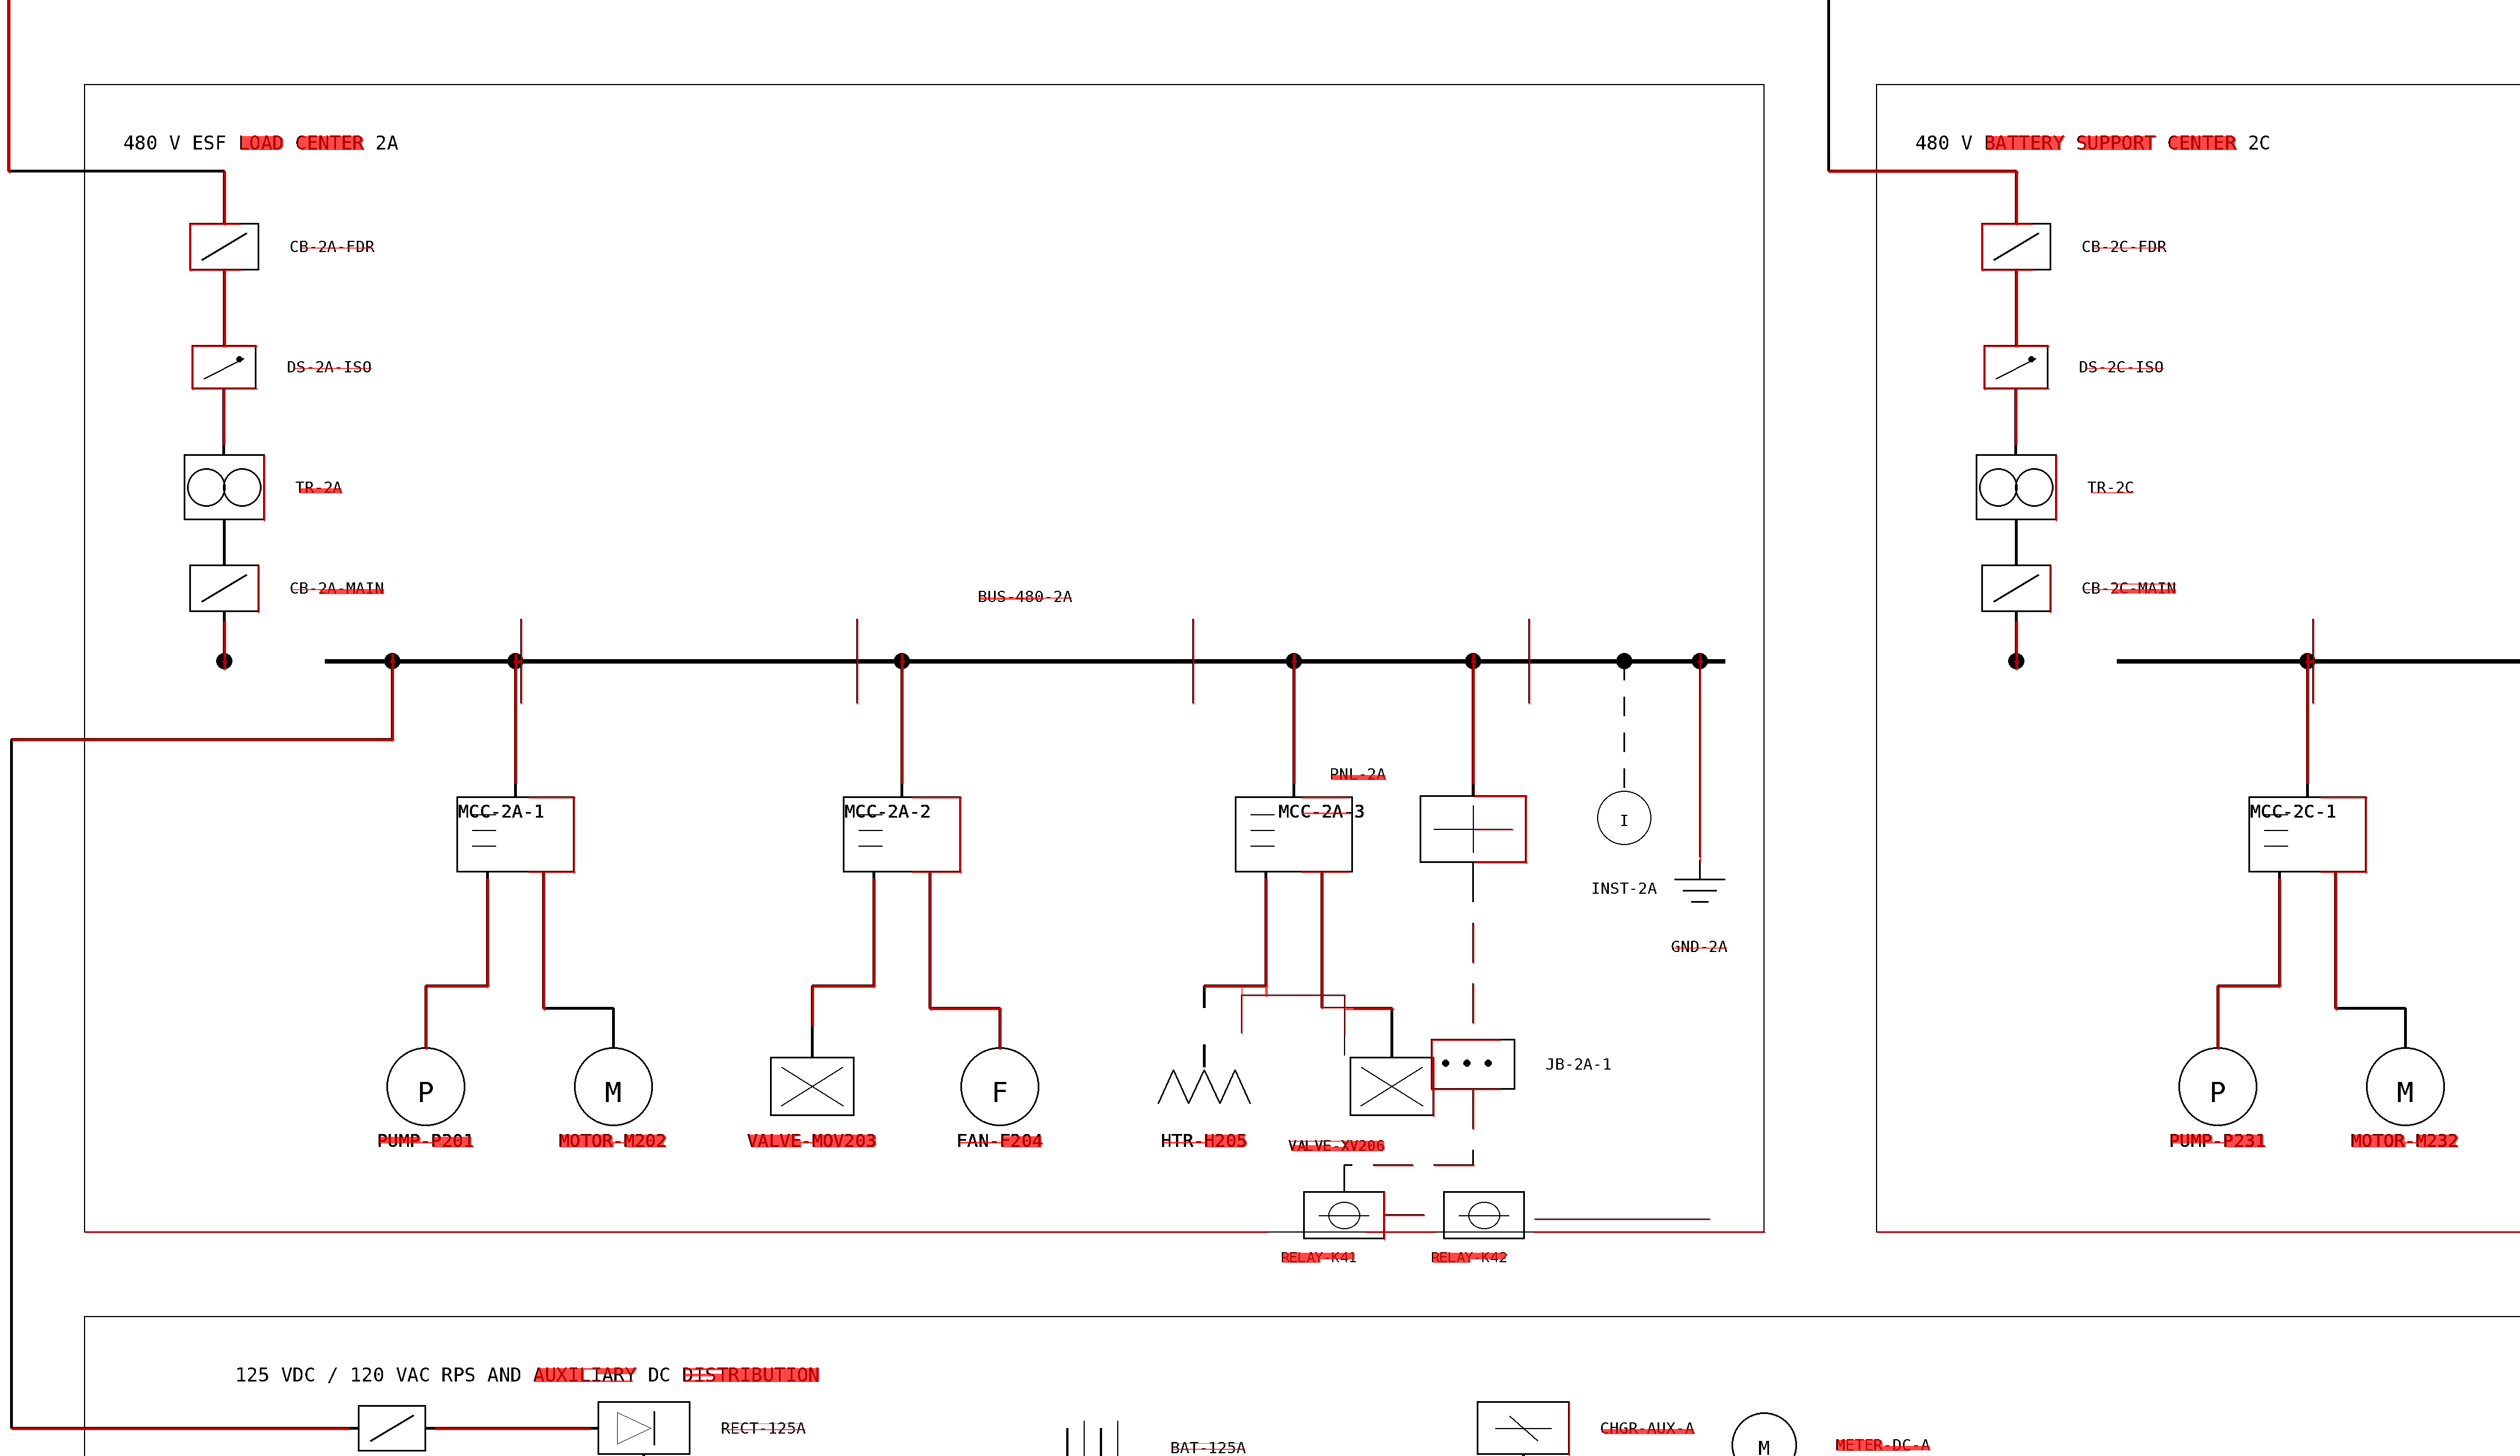 480 V ESF LOAD CENTER 2A
480 V BATTERY SUPPORT CENTER 2C
CB-2A-FDR
CB-2C-FDR
DS-2A-ISO
DS-2C-ISO
TR-2A
TR-2C
CB-2A-MAIN
CB-2C-MAIN
BUS-480-2A
PNL-2A
MCC-2A-1
MCC-2A-2
MCC-2A-3
I
MCC-2C-1
INST-2A
GND-2A
JB-2A-1
P
M
F
P
M
PUMP-P201
MOTOR-M202
VALVE-MOV203
FAN-F204
HTR-H205
VALVE-XV206
PUMP-P231
MOTOR-M232
RELAY-K41
RELAY-K42
125 VDC / 120 VAC RPS AND AUXILIARY DC DISTRIBUTION
RECT-125A
CHGR-AUX-A
BAT-125A
M
METER-DC-A